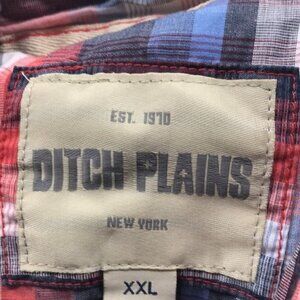 EST. 1970
DITCH PLAINS
NEW YORK
XXL